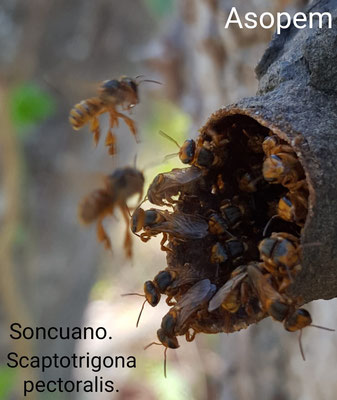 Asopem
Soncuano.
Scaptotrigona
pectoralis.